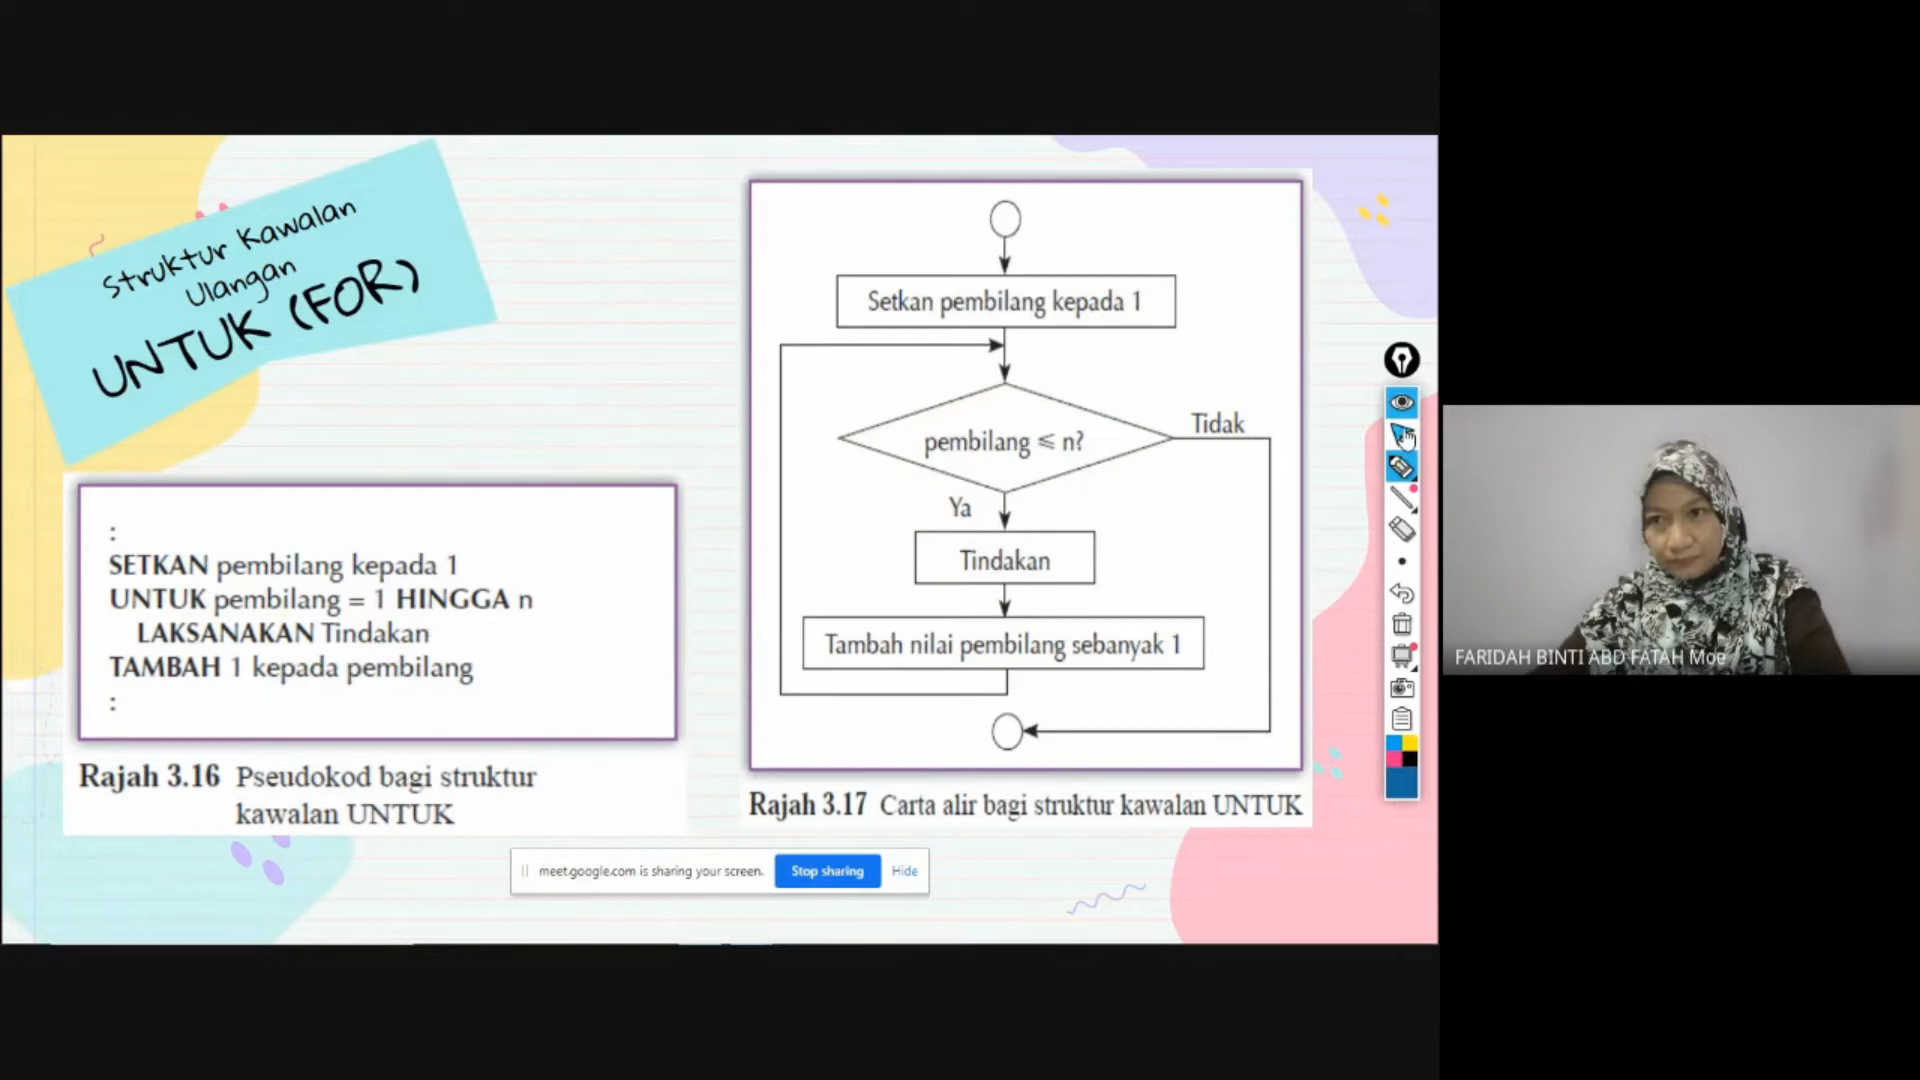 Struktur Kawalan
Ulangan
UNTUK (FOR)
:
SETKAN pembilang kepada 1
UNTUK pembilang = 1 HINGGA n
LAKSANAKAN Tindakan
TAMBAH 1 kepada pembilang
:
Rajah 3.16 Pseudokod bagi struktur
kawalan UNTUK
Setkan pembilang kepada 1
pembilang ⩽ n?
Tidak
Ya
Tindakan
Tambah nilai pembilang sebanyak 1
Rajah 3.17 Carta alir bagi struktur kawalan UNTUK
meet.google.com is sharing your screen.
Stop sharing
Hide
FARIDAH BINTI ABD FATAH Moe